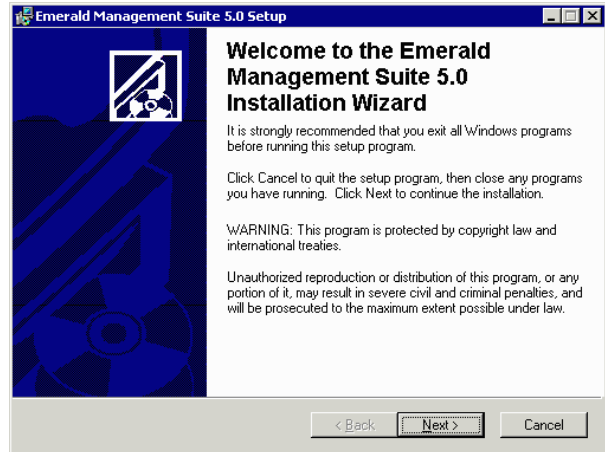 Emerald Management Suite 5.0 Setup
Welcome to the Emerald
Management Suite 5.0
Installation Wizard
It is strongly recommended that you exit all Windows programs
before running this setup program.
Click Cancel to quit the setup program, then close any programs
you have running. Click Next to continue the installation.
WARNING: This program is protected by copyright law and
international treaties.
Unauthorized reproduction or distribution of this program, or any
portion of it, may result in severe civil and criminal penalties, and
will be prosecuted to the maximum extent possible under law.
< Back Next > Cancel